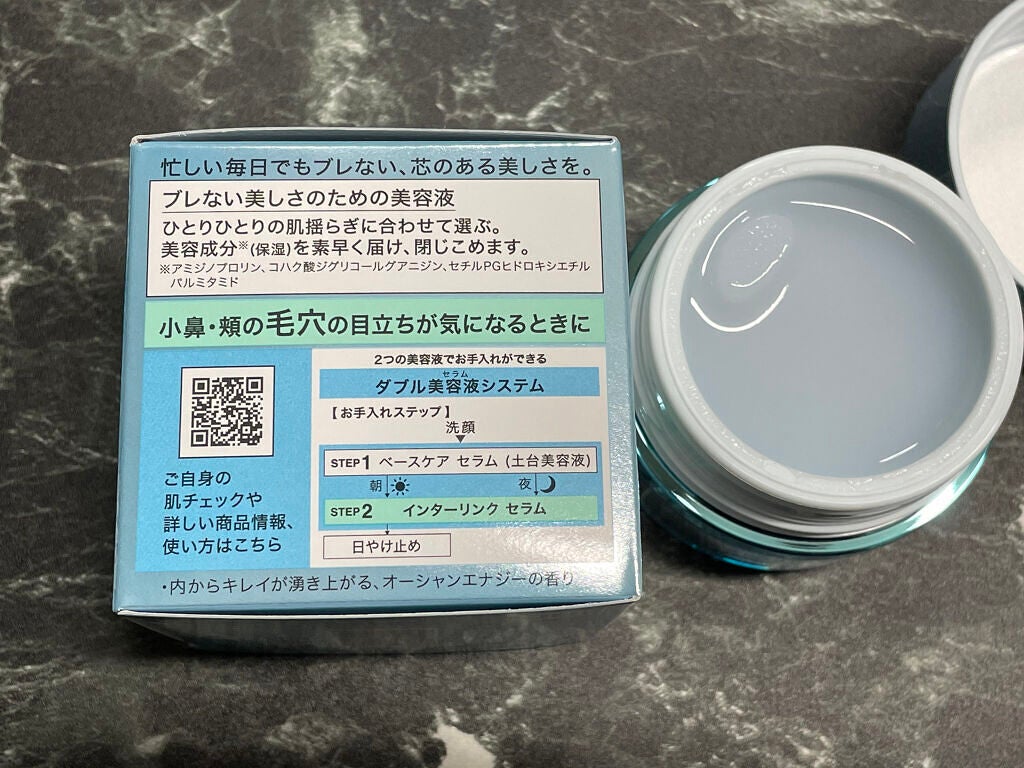 忙しい毎日でもブレない、芯のある美しさを。
ブレない美しさのための美容液
ひとりひとりの肌揺らぎに合わせて選ぶ。
美容成分※(保湿)を素早く届け、閉じこめます。
※アミジノプロリン、コハク酸ジグリコールグアニジン、セチルPGヒドロキシエチル
パルミタミド
小鼻・頰の毛穴の目立ちが気になるときに
2つの美容液でお手入れができる
セラム
ダブル美容液システム
【お手入れステップ】
洗顔
STEP1 ベースケア セラム (土台美容液)
朝 夜
STEP2 インターリンク セラム
日やけ止め
ご自身の
肌チェックや
詳しい商品情報、
使い方はこちら
・内からキレイが湧き上がる、オーシャンエナジーの香り